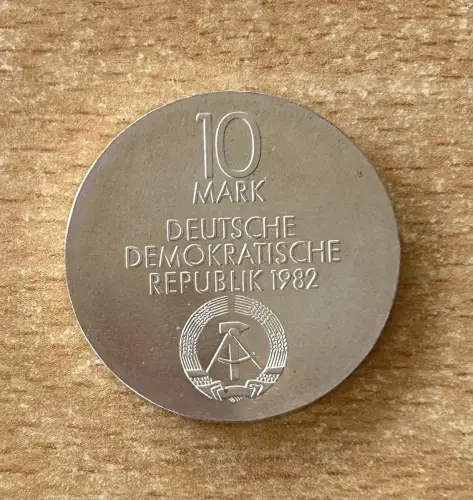 10
MARK
DEUTSCHE
DEMOKRATISCHE
REPUBLIK 1982